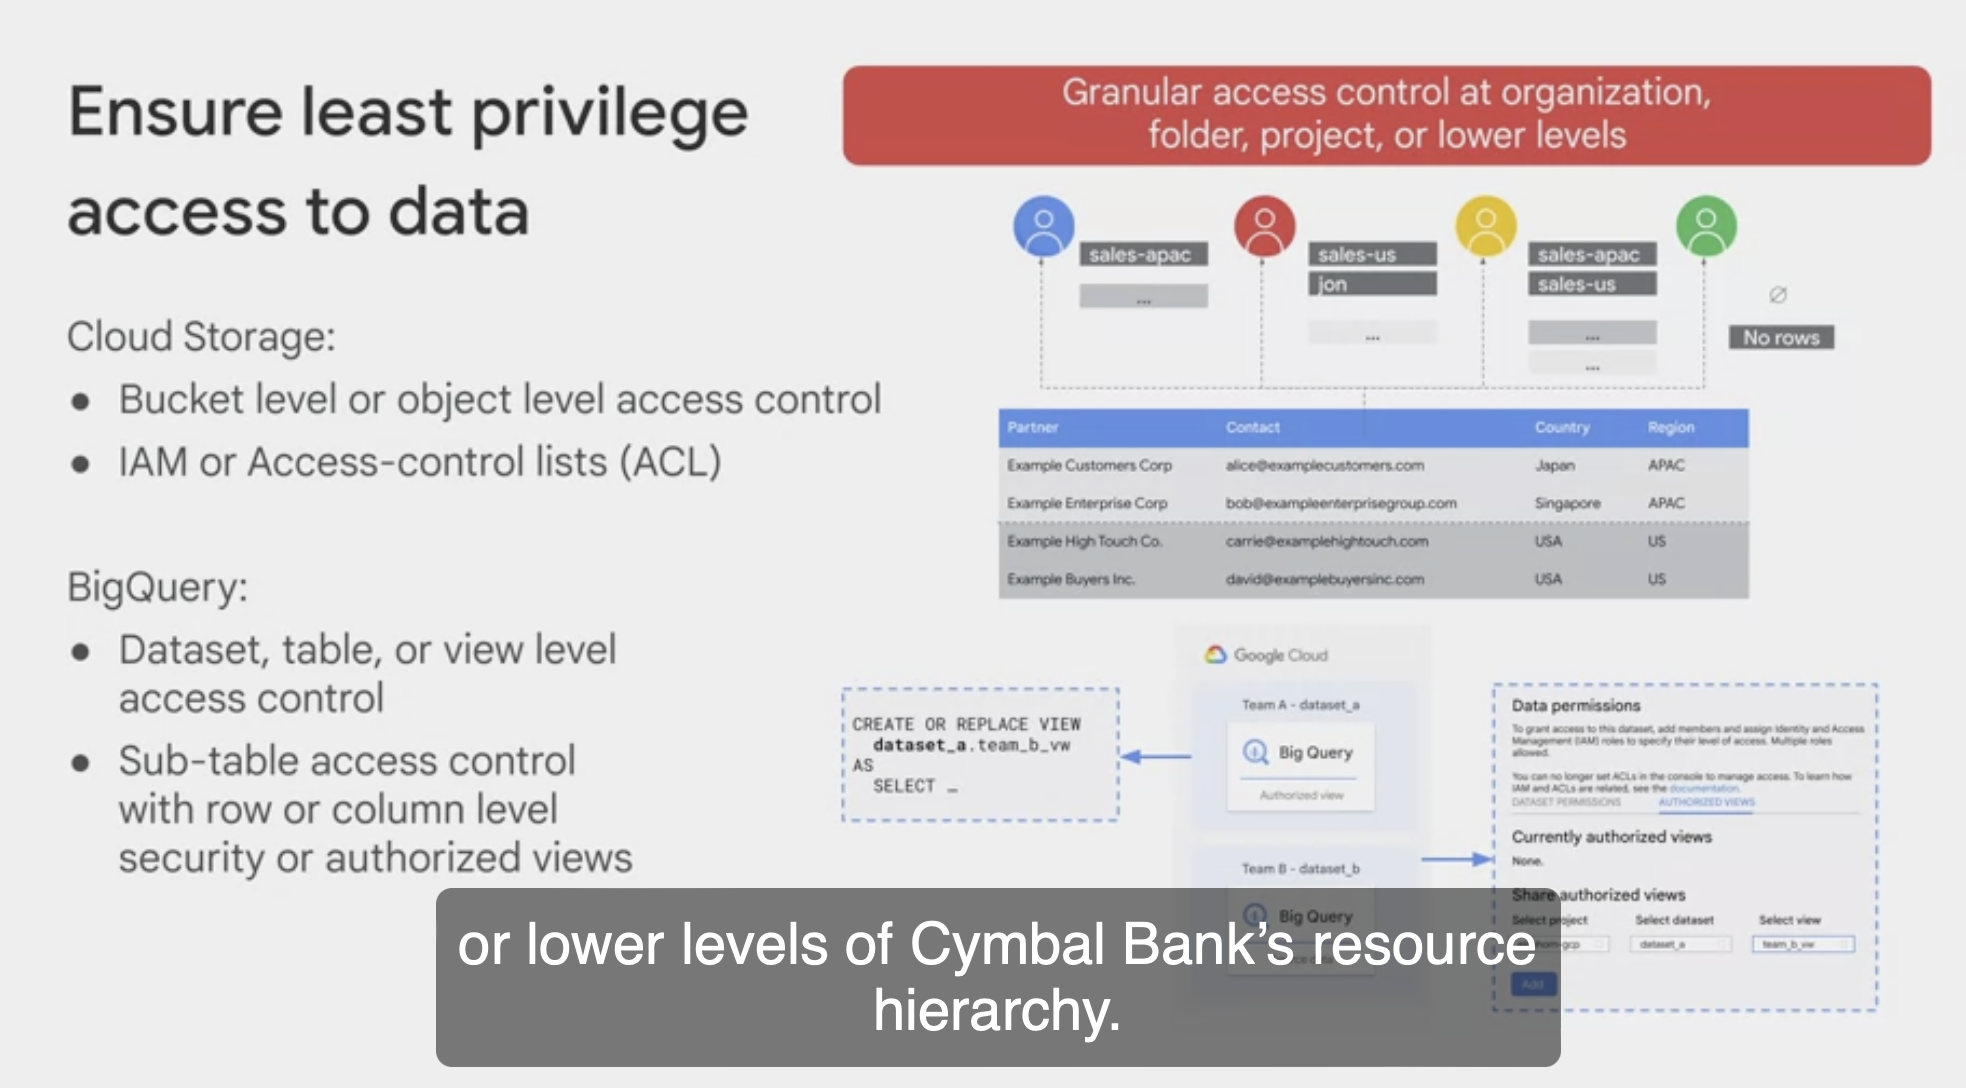 Ensure least privilege
access to data
Cloud Storage:
● Bucket level or object level access control
● IAM or Access-control lists (ACL)
BigQuery:
● Dataset, table, or view level
access control
● Sub-table access control
with row or column level
security or authorized views
Granular access control at organization,
folder, project, or lower levels
sales-apac
...
sales-us
jon
...
sales-apac
sales-us
...
...
∅
No rows
Partner Contact Country Region
Example Customers Corp alice@examplecustomers.com Japan APAC
Example Enterprise Corp bob@exampleenterprisegroup.com Singapore APAC
Example High Touch Co. carrie@examplehightouch.com USA US
Example Buyers Inc. david@examplebuyersinc.com USA US
CREATE OR REPLACE VIEW
dataset_a.team_b_vw
AS
SELECT …
Google Cloud
Team A - dataset_a
Big Query
Authorized view
Team B - dataset_b
Big Query
Data permissions
To grant access to this dataset, add members and assign Identity and Access
Management (IAM) roles to specify their level of access. Multiple roles
allowed.
You can no longer set ACLs in the console to manage access. To learn how
IAM and ACLs are related, see the documentation.
DATASET PERMISSIONS AUTHORIZED VIEWS
Currently authorized views
None.
Share authorized views
Select project Select dataset Select view
dataset_a team_b_vw
Add
or lower levels of Cymbal Bank’s resource
hierarchy.